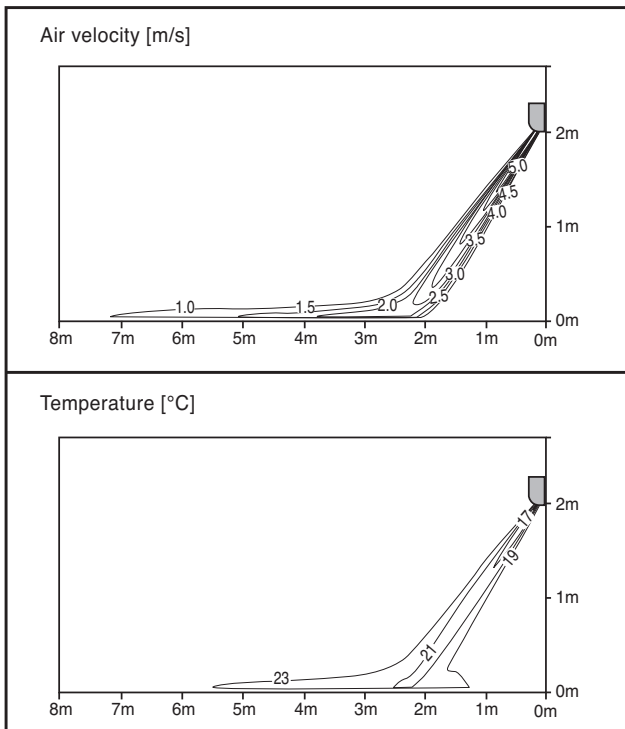 Air velocity [m/s]
2m
5.0
4.5
4.0
1m
3.5
3.0
2.5
1.0 1.5 2.0
0m
8m 7m 6m 5m 4m 3m 2m 1m 0m
Temperature [°C]
2m
17
19
1m
21
23
0m
8m 7m 6m 5m 4m 3m 2m 1m 0m